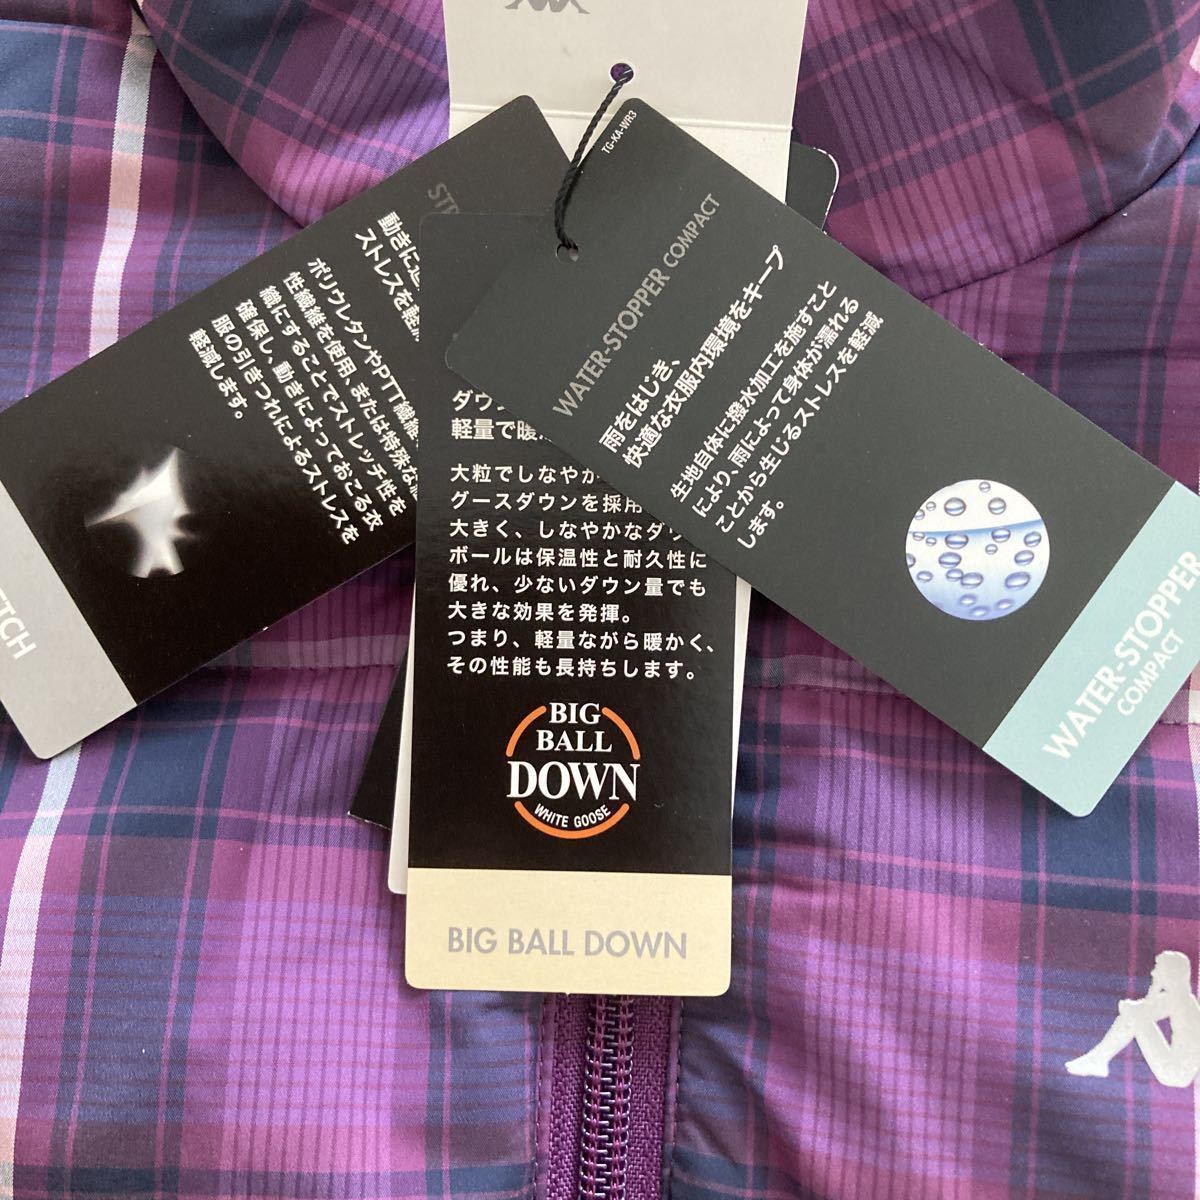 動きに
ストレスを軽
ポリウレタンやPTT繊維
性繊維を使用、または特殊な
織にすることでストレッチ性を
確保し、動きによっておこる衣
服の引きつれによるストレスを
軽減します。
TCH
ダウ
軽量で暖
大粒でしなやか
グースダウンを採用
大きく、しなやかなダウ
ボールは保温性と耐久性に
優れ、少ないダウン量でも
大きな効果を発揮。
つまり、軽量ながら暖かく、
その性能も長持ちします。
BIG
BALL
DOWN
WHITE GOOSE
BIG BALL DOWN
TG-KA-WR3
WATER-STOPPER COMPACT
雨をはじき、
快適な衣服内環境をキープ
生地自体に撥水加工を施すこと
により、雨によって身体が濡れる
ことから生じるストレスを軽減
します。
WATER-STOPPER
COMPACT